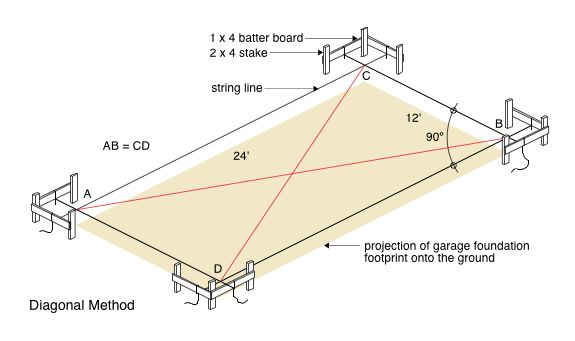 1 x 4 batter board
2 x 4 stake
C
string line
12'
B
90°
AB = CD
24'
A
D
projection of garage foundation
footprint onto the ground
Diagonal Method